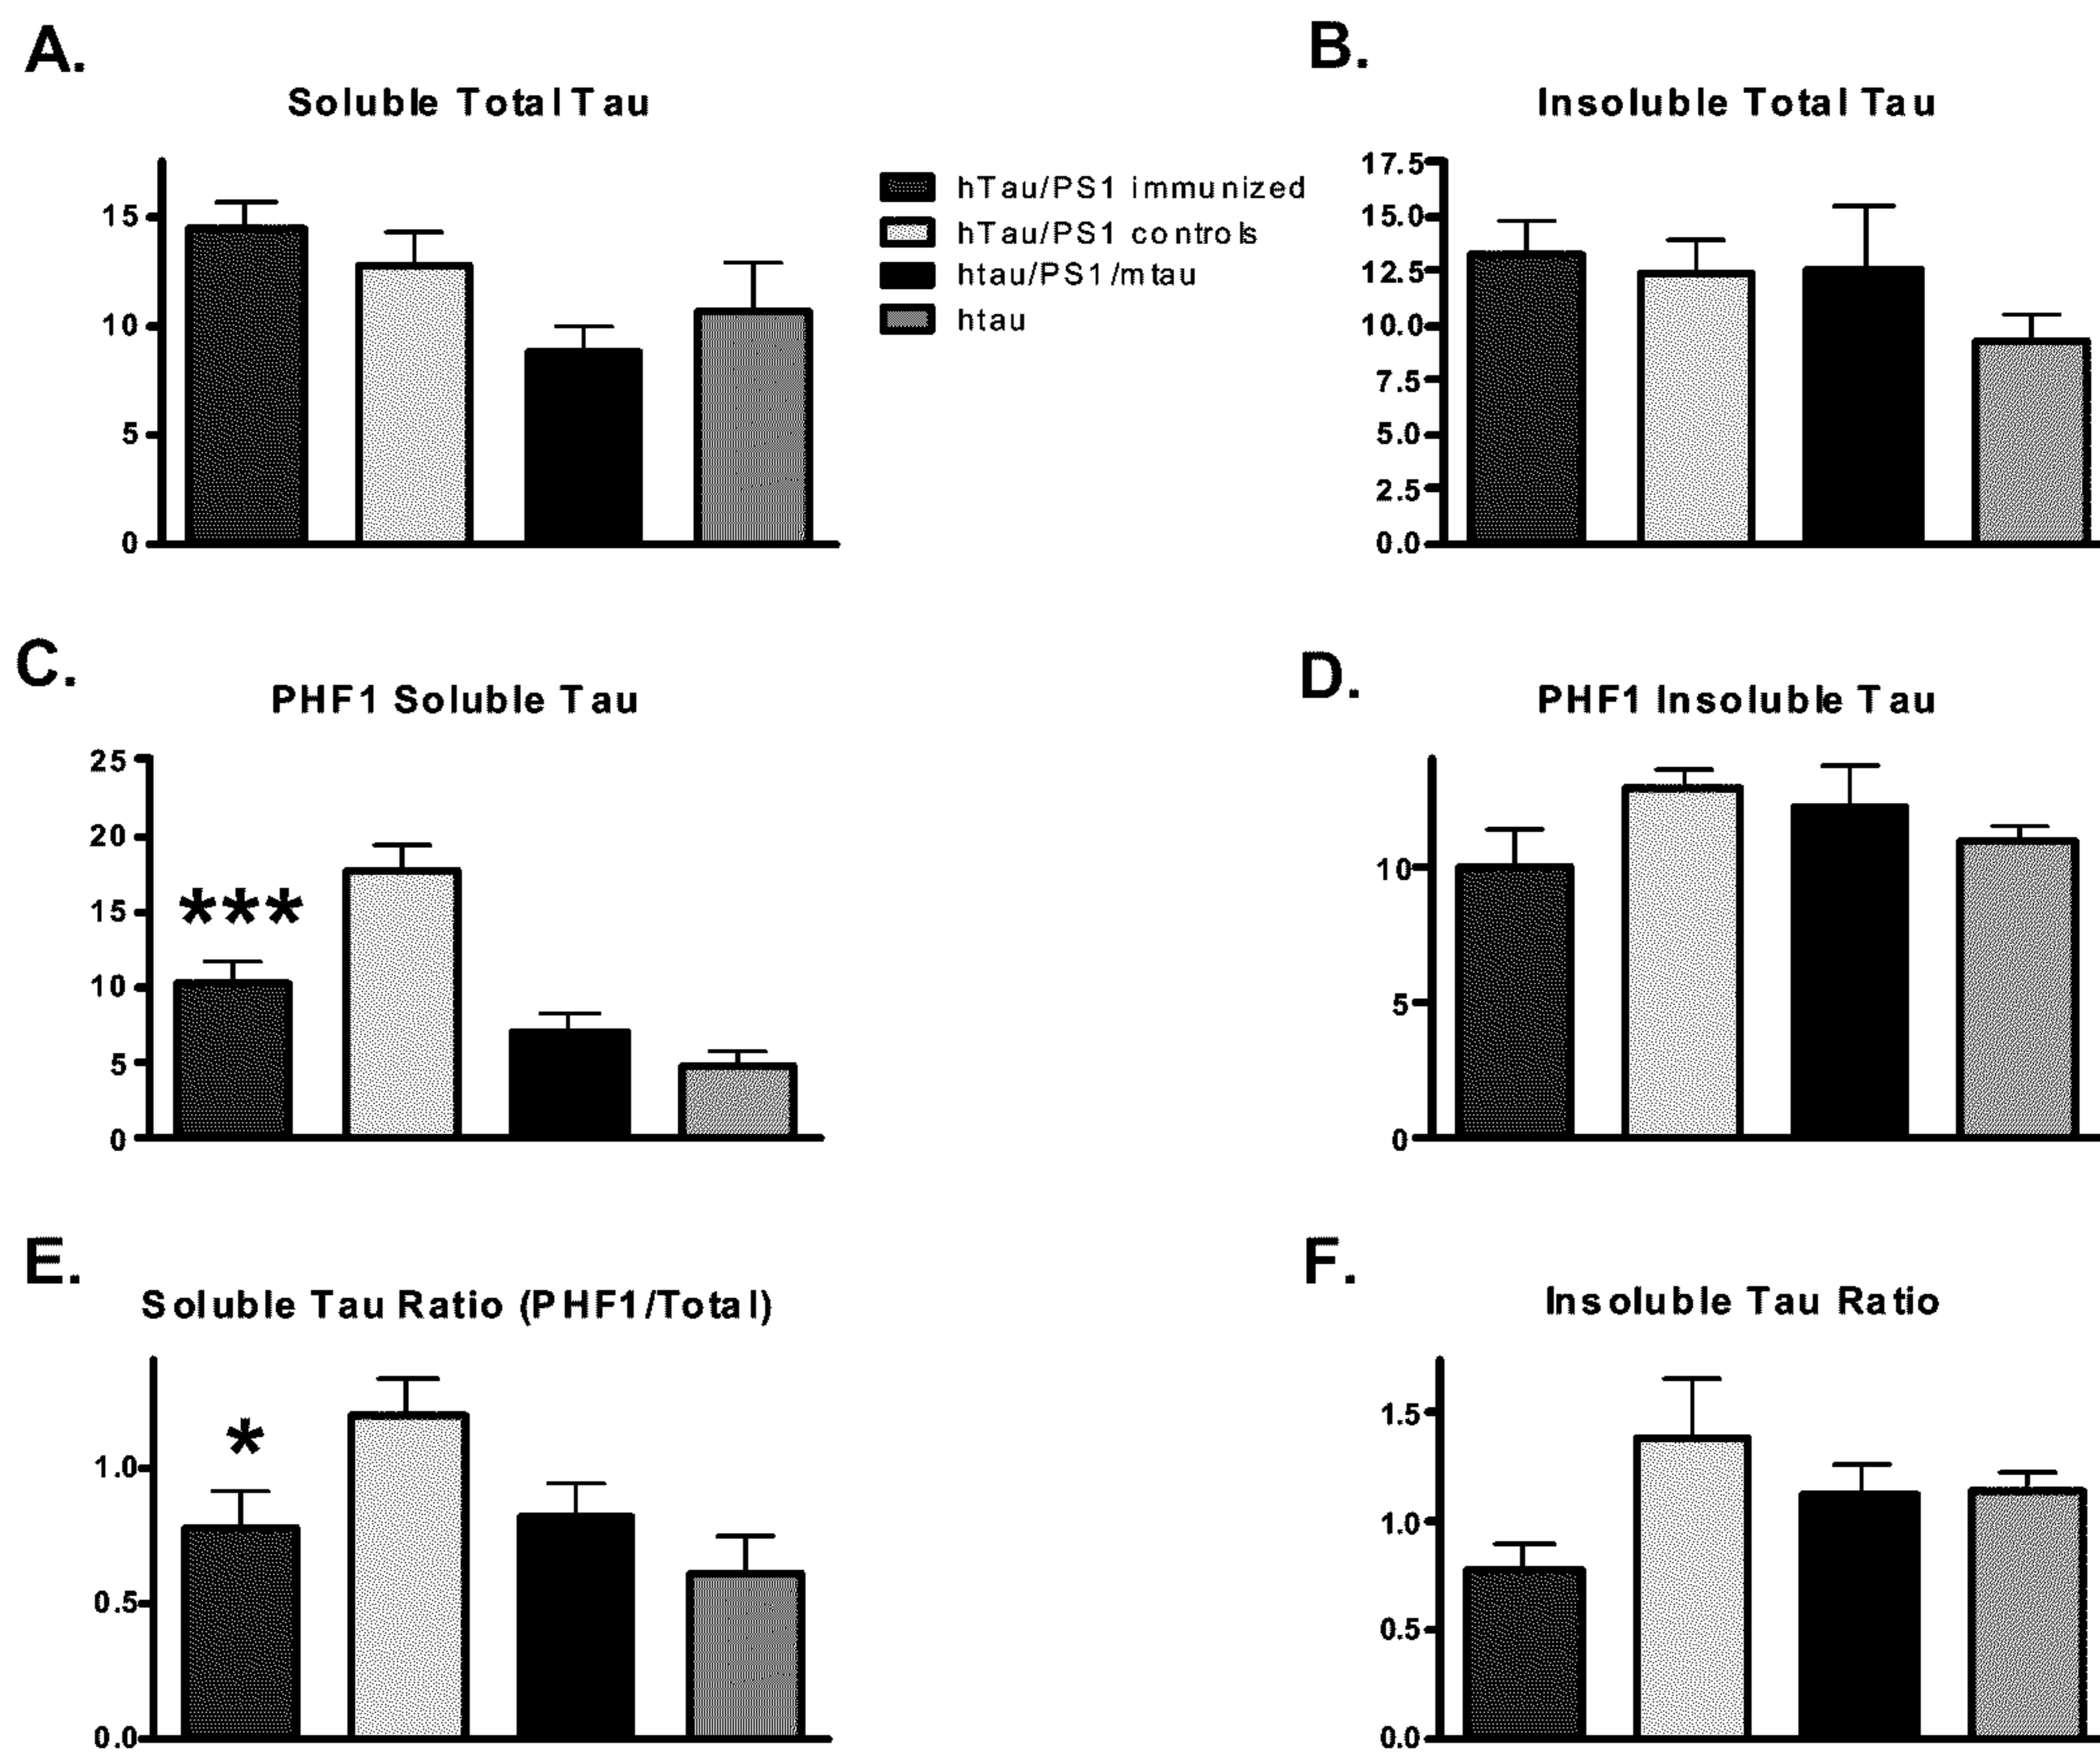 A.
Soluble Total Tau
15
10
5
0
hTau/PS1 immunized
hTau/PS1 controls
htau/PS1/mtau
htau
B.
Insoluble Total Tau
17.5
15.0
12.5
10.0
7.5
5.0
2.5
0.0
C.
PHF1 Soluble Tau
25
20
15
10
5
0
***
D.
PHF1 Insoluble Tau
10
5
0
E.
Soluble Tau Ratio (PHF1/Total)
1.0
0.5
0.0
*
F.
Insoluble Tau Ratio
1.5
1.0
0.5
0.0